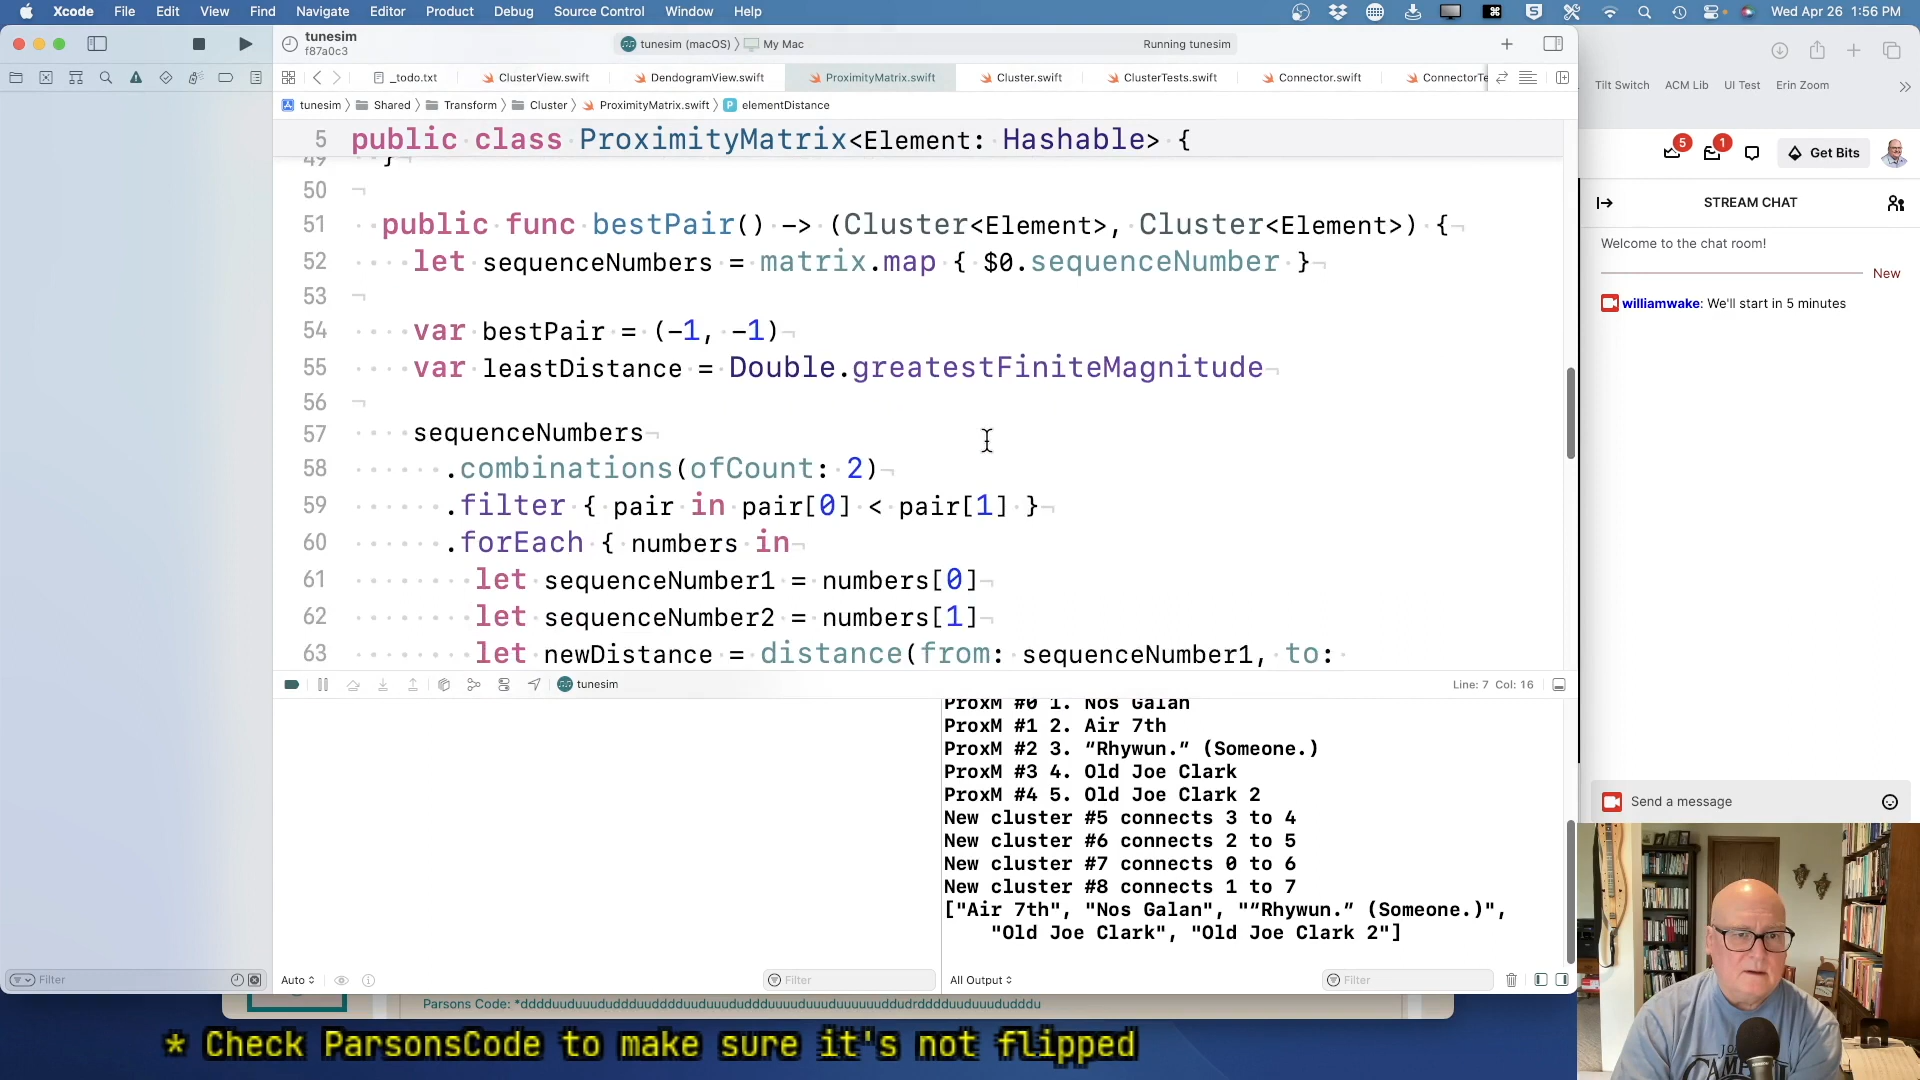 Xcode File Edit View Find Navigate Editor Product Debug Source Control Window Help Wed Apr 26 1:56 PM
tunesim
f87a0c3
tunesim (macOS) My Mac Running tunesim
_todo.txt ClusterView.swift DendogramView.swift ProximityMatrix.swift Cluster.swift ClusterTests.swift Connector.swift ConnectorTe
tunesim Shared Transform Cluster ProximityMatrix.swift P elementDistance
5 public class ProximityMatrix<Element: Hashable> {
49 }
50
51 public func bestPair() -> (Cluster<Element>, Cluster<Element>) {
52 let sequenceNumbers = matrix.map { $0.sequenceNumber }
53
54 var bestPair = (-1, -1)
55 var leastDistance = Double.greatestFiniteMagnitude
56
57 sequenceNumbers
58 .combinations(ofCount: 2)
59 .filter { pair in pair[0] < pair[1] }
60 .forEach { numbers in
61 let sequenceNumber1 = numbers[0]
62 let sequenceNumber2 = numbers[1]
63 let newDistance = distance(from: sequenceNumber1, to:
tunesim Line: 7 Col: 16
ProxM #0 1. Nos Galan
ProxM #1 2. Air 7th
ProxM #2 3. “Rhywun.” (Someone.)
ProxM #3 4. Old Joe Clark
ProxM #4 5. Old Joe Clark 2
New cluster #5 connects 3 to 4
New cluster #6 connects 2 to 5
New cluster #7 connects 0 to 6
New cluster #8 connects 1 to 7
["Air 7th", "Nos Galan", "“Rhywun.” (Someone.)",
"Old Joe Clark", "Old Joe Clark 2"]
Filter Auto Filter All Output Filter
Parsons Code:
* Check ParsonsCode to make sure it's not flipped
Tilt Switch ACM Lib UI Test Erin Zoom
5 1 Get Bits
STREAM CHAT
Welcome to the chat room!
New
williamwake: We'll start in 5 minutes
Send a message